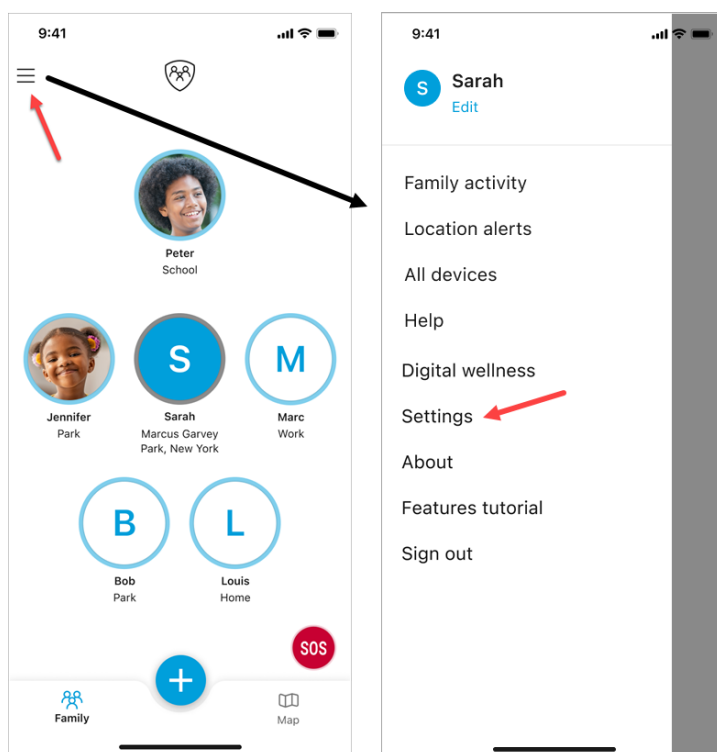 9:41
Peter
School
Jennifer
Park
S
Sarah
Marcus Garvey
Park, New York
M
Marc
Work
B
Bob
Park
L
Louis
Home
SOS
+
Family
Map
9:41
S
Sarah
Edit
Family activity
Location alerts
All devices
Help
Digital wellness
Settings
About
Features tutorial
Sign out